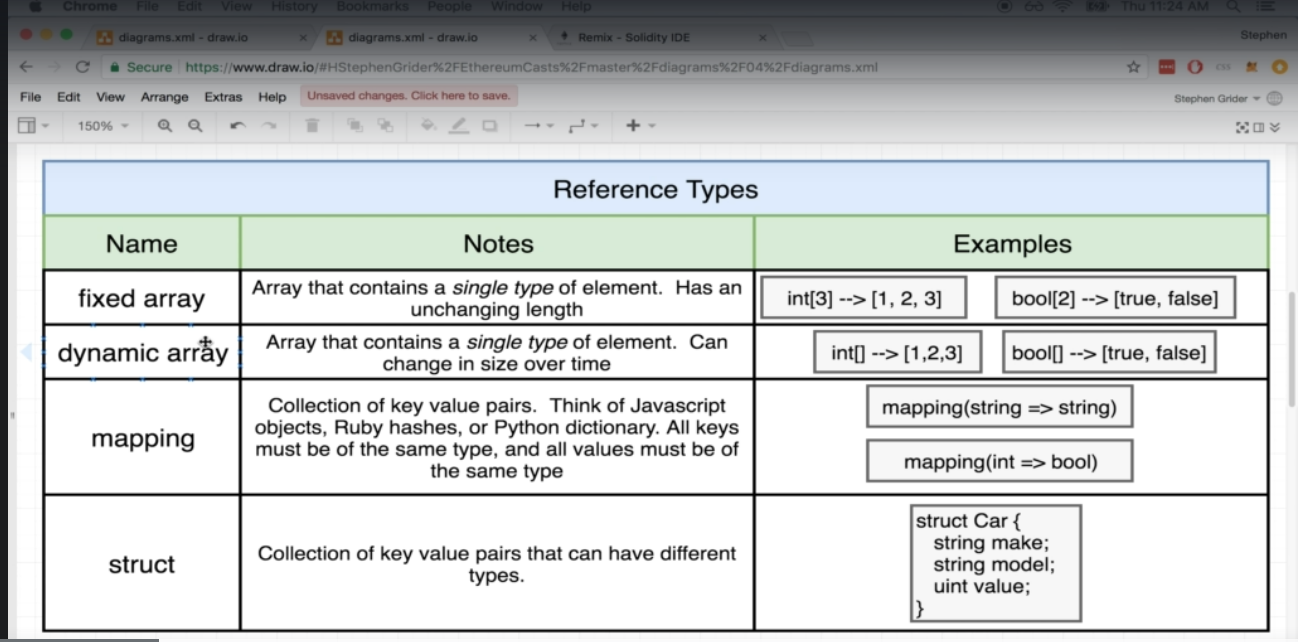 Chrome File Edit View History Bookmarks People Window Help Thu 11:24 AM
diagrams.xml - draw.io × diagrams.xml - draw.io × Remix - Solidity IDE × Stephen
Secure https://www.draw.io/#HStephenGrider%2FEthereumCasts%2Fmaster%2Fdiagrams%2F04%2Fdiagrams.xml
File Edit View Arrange Extras Help Unsaved changes. Click here to save. Stephen Grider
150%
Reference Types
Name Notes Examples
fixed array
Array that contains a single type of element. Has an
unchanging length
int[3] --> [1, 2, 3] bool[2] --> [true, false]
dynamic array
Array that contains a single type of element. Can
change in size over time
int[] --> [1,2,3] bool[] --> [true, false]
mapping
Collection of key value pairs. Think of Javascript
objects, Ruby hashes, or Python dictionary. All keys
must be of the same type, and all values must be of
the same type
mapping(string => string)
mapping(int => bool)
struct
Collection of key value pairs that can have different
types.
struct Car {
string make;
string model;
uint value;
}